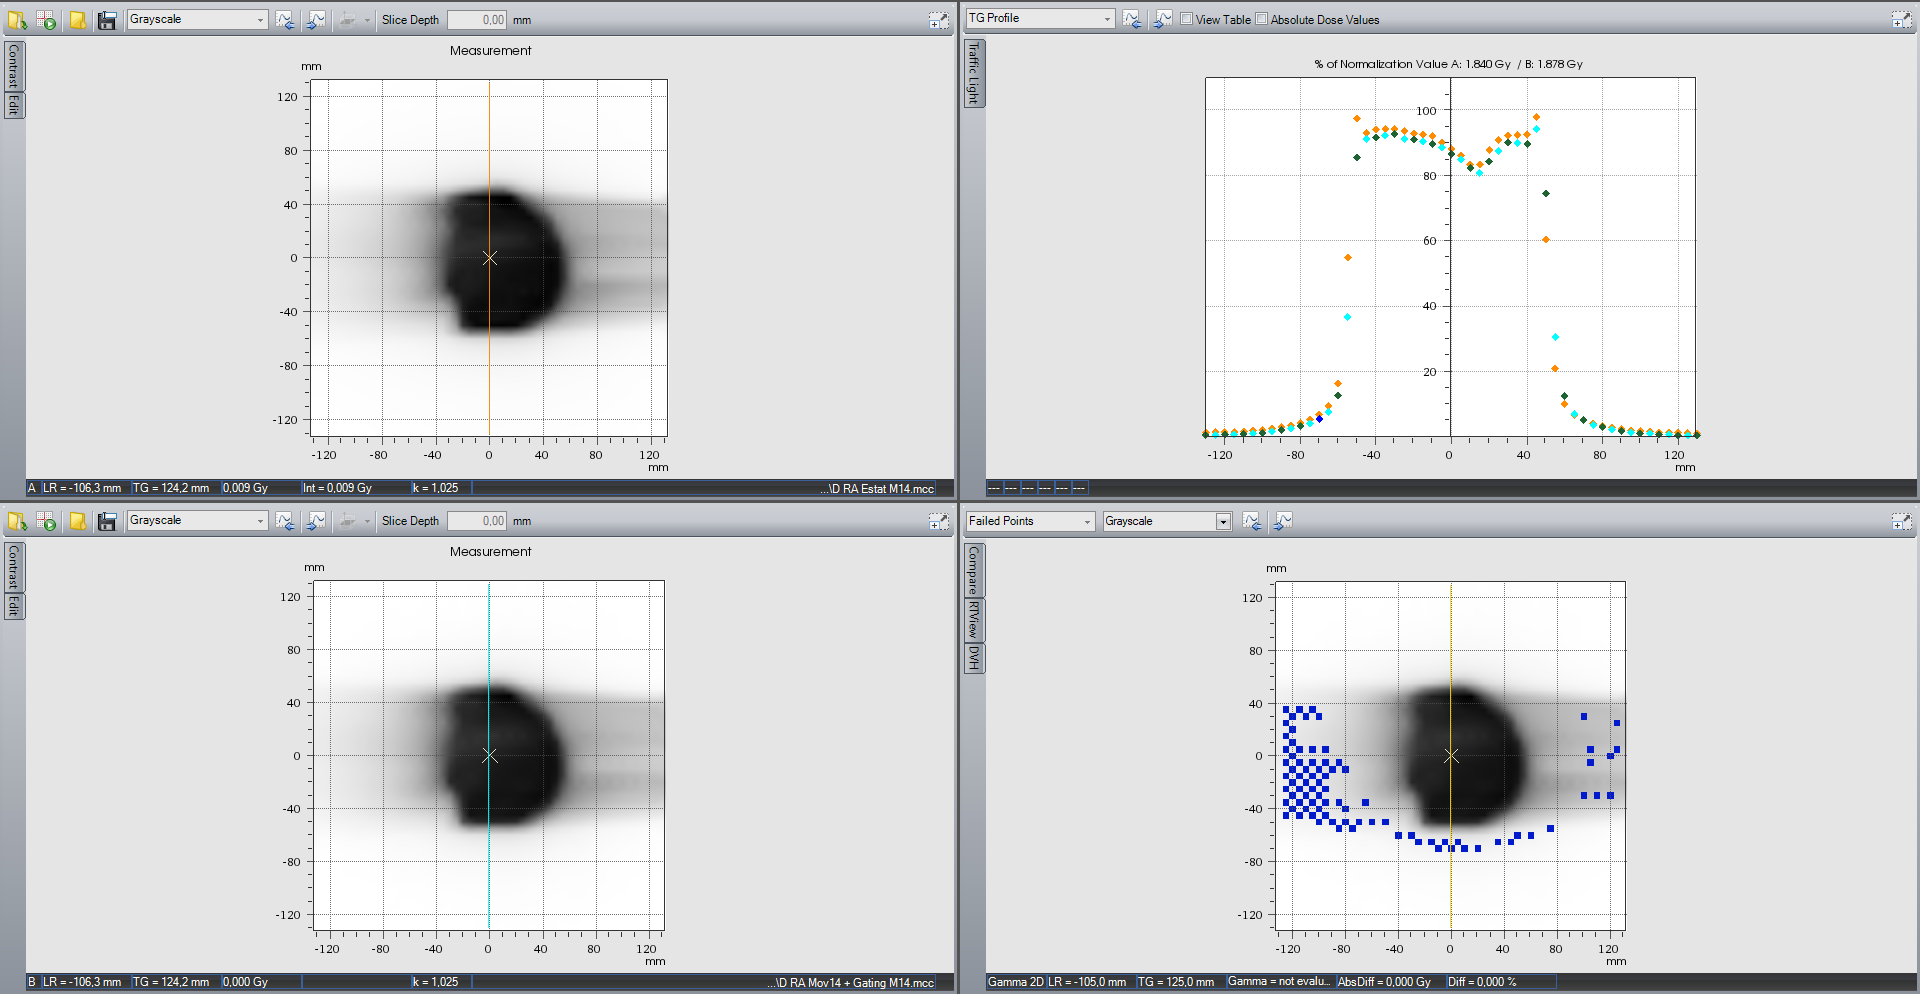 Grayscale
Slice Depth 0,00 mm
Contrast
Edit
Measurement
mm
120
80
40
0
-40
-80
-120
-120 -80 -40 0 40 80 120
mm
A LR = -106,3 mm TG = 124,2 mm 0,009 Gy Int = 0,009 Gy k = 1,025 ...\D RA Estat M14.mcc
TG Profile View Table Absolute Dose Values
Traffic Light
% of Normalization Value A: 1.840 Gy / B: 1.878 Gy
100
80
60
40
20
-120 -80 -40 0 40 80 120
mm
--- --- --- --- --- ---
Grayscale
Slice Depth 0,00 mm
Contrast
Edit
Measurement
mm
120
80
40
0
-40
-80
-120
-120 -80 -40 0 40 80 120
mm
B LR = -106,3 mm TG = 124,2 mm 0,000 Gy k = 1,025 ...\D RA Mov14 + Gating M14.mcc
Failed Points Grayscale
Compare
RTView
DVH
mm
120
80
40
0
-40
-80
-120
-120 -80 -40 0 40 80 120
mm
Gamma 2D LR = -105,0 mm TG = 125,0 mm Gamma = not evalu... AbsDiff = 0,000 Gy Diff = 0,000 %